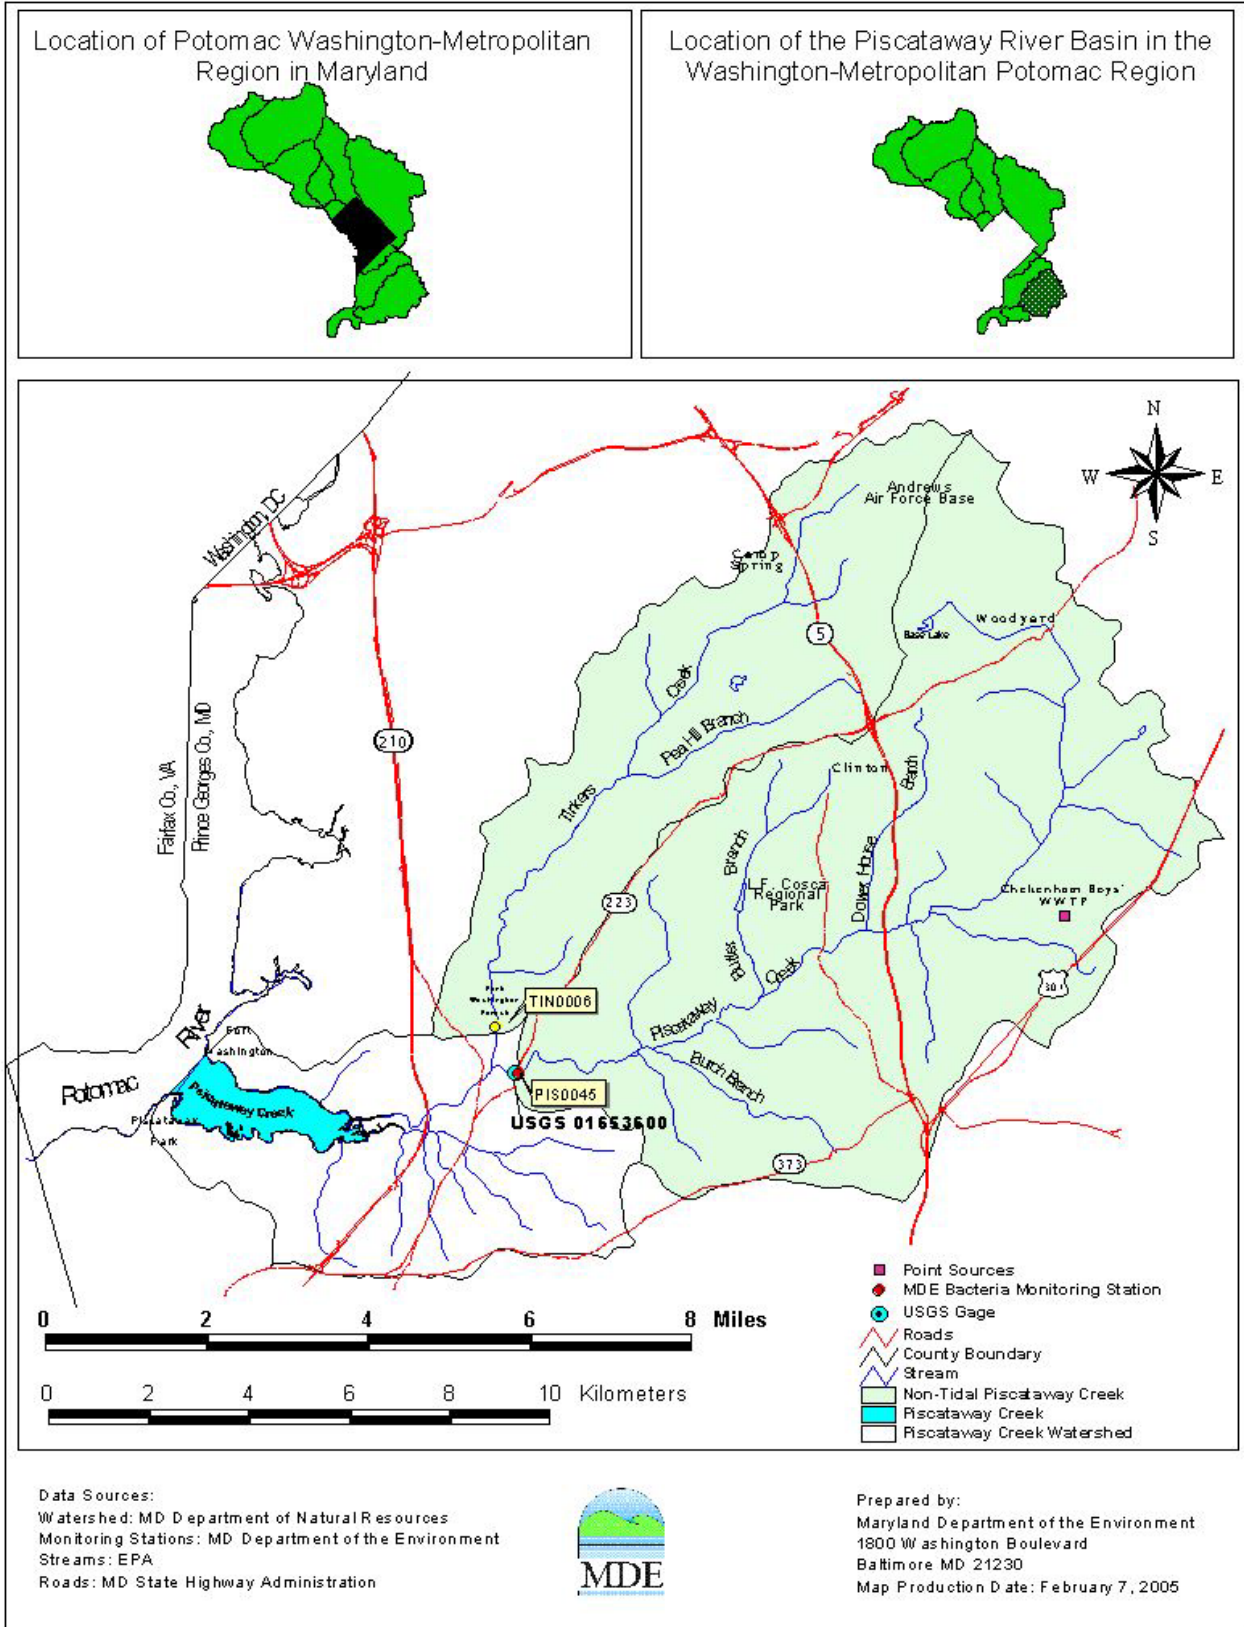 Location of Potomac Washington-Metropolitan
Region in Maryland
Location of the Piscataway River Basin in the
Washington-Metropolitan Potomac Region
N
W
E
S
Washington, DC
Andrews
Air Force Base
Camp
Spring
5
Woodyard
Base Lake
Creek
Pea Hill Branch
210
Fairfax Co., VA
Prince Georges Co., MD
Tinkers
Clinton
Branch
Branch
Dower House
L.F. Cosca
Regional
Park
Cheltenham Boys'
WWTP
223
Butler
Creek
Piscataway
301
TIN0006
River
Fort
Washington
Potomac
Piscataway Creek
Piscataway
Park
Burch Branch
PIS0045
USGS 01653600
373
0 2 4 6 8 Miles
0 2 4 6 8 10 Kilometers
Point Sources
MDE Bacteria Monitoring Station
USGS Gage
Roads
County Boundary
Stream
Non-Tidal Piscataway Creek
Piscataway Creek
Piscataway Creek Watershed
Data Sources:
Watershed: MD Department of Natural Resources
Monitoring Stations: MD Department of the Environment
Streams: EPA
Roads: MD State Highway Administration
MDE
Prepared by:
Maryland Department of the Environment
1800 Washington Boulevard
Baltimore MD 21230
Map Production Date: February 7, 2005